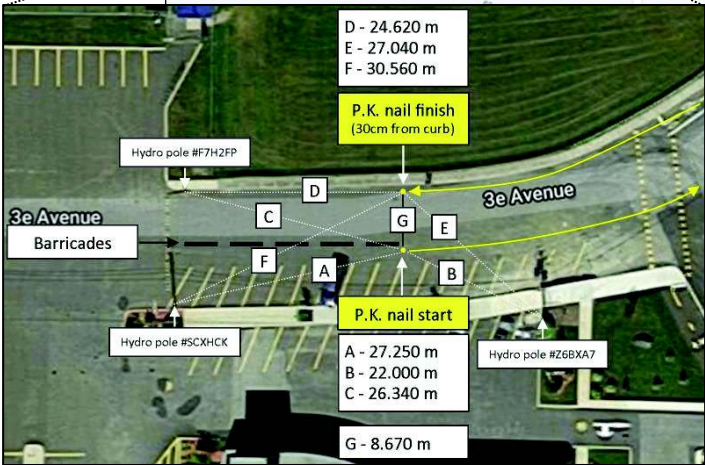 D - 24.620 m
E - 27.040 m
F - 30.560 m
P.K. nail finish
(30cm from curb)
Hydro pole #F7H2FP
D
3e Avenue
C
G
E
3e Avenue
Barricades
F
A
B
P.K. nail start
Hydro pole #SCXHCK
Hydro pole #Z6BXA7
A - 27.250 m
B - 22.000 m
C - 26.340 m
G - 8.670 m